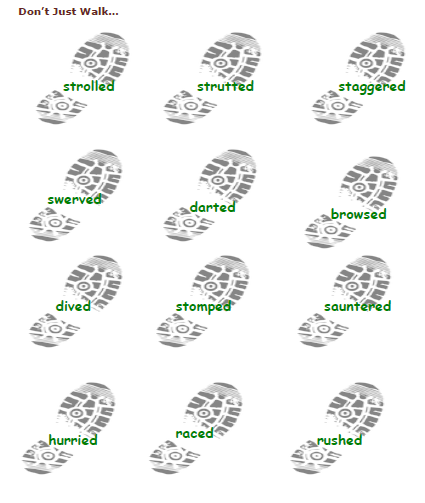 Don't Just Walk...
strolled strutted staggered
swerved darted browsed
dived stomped sauntered
hurried raced rushed